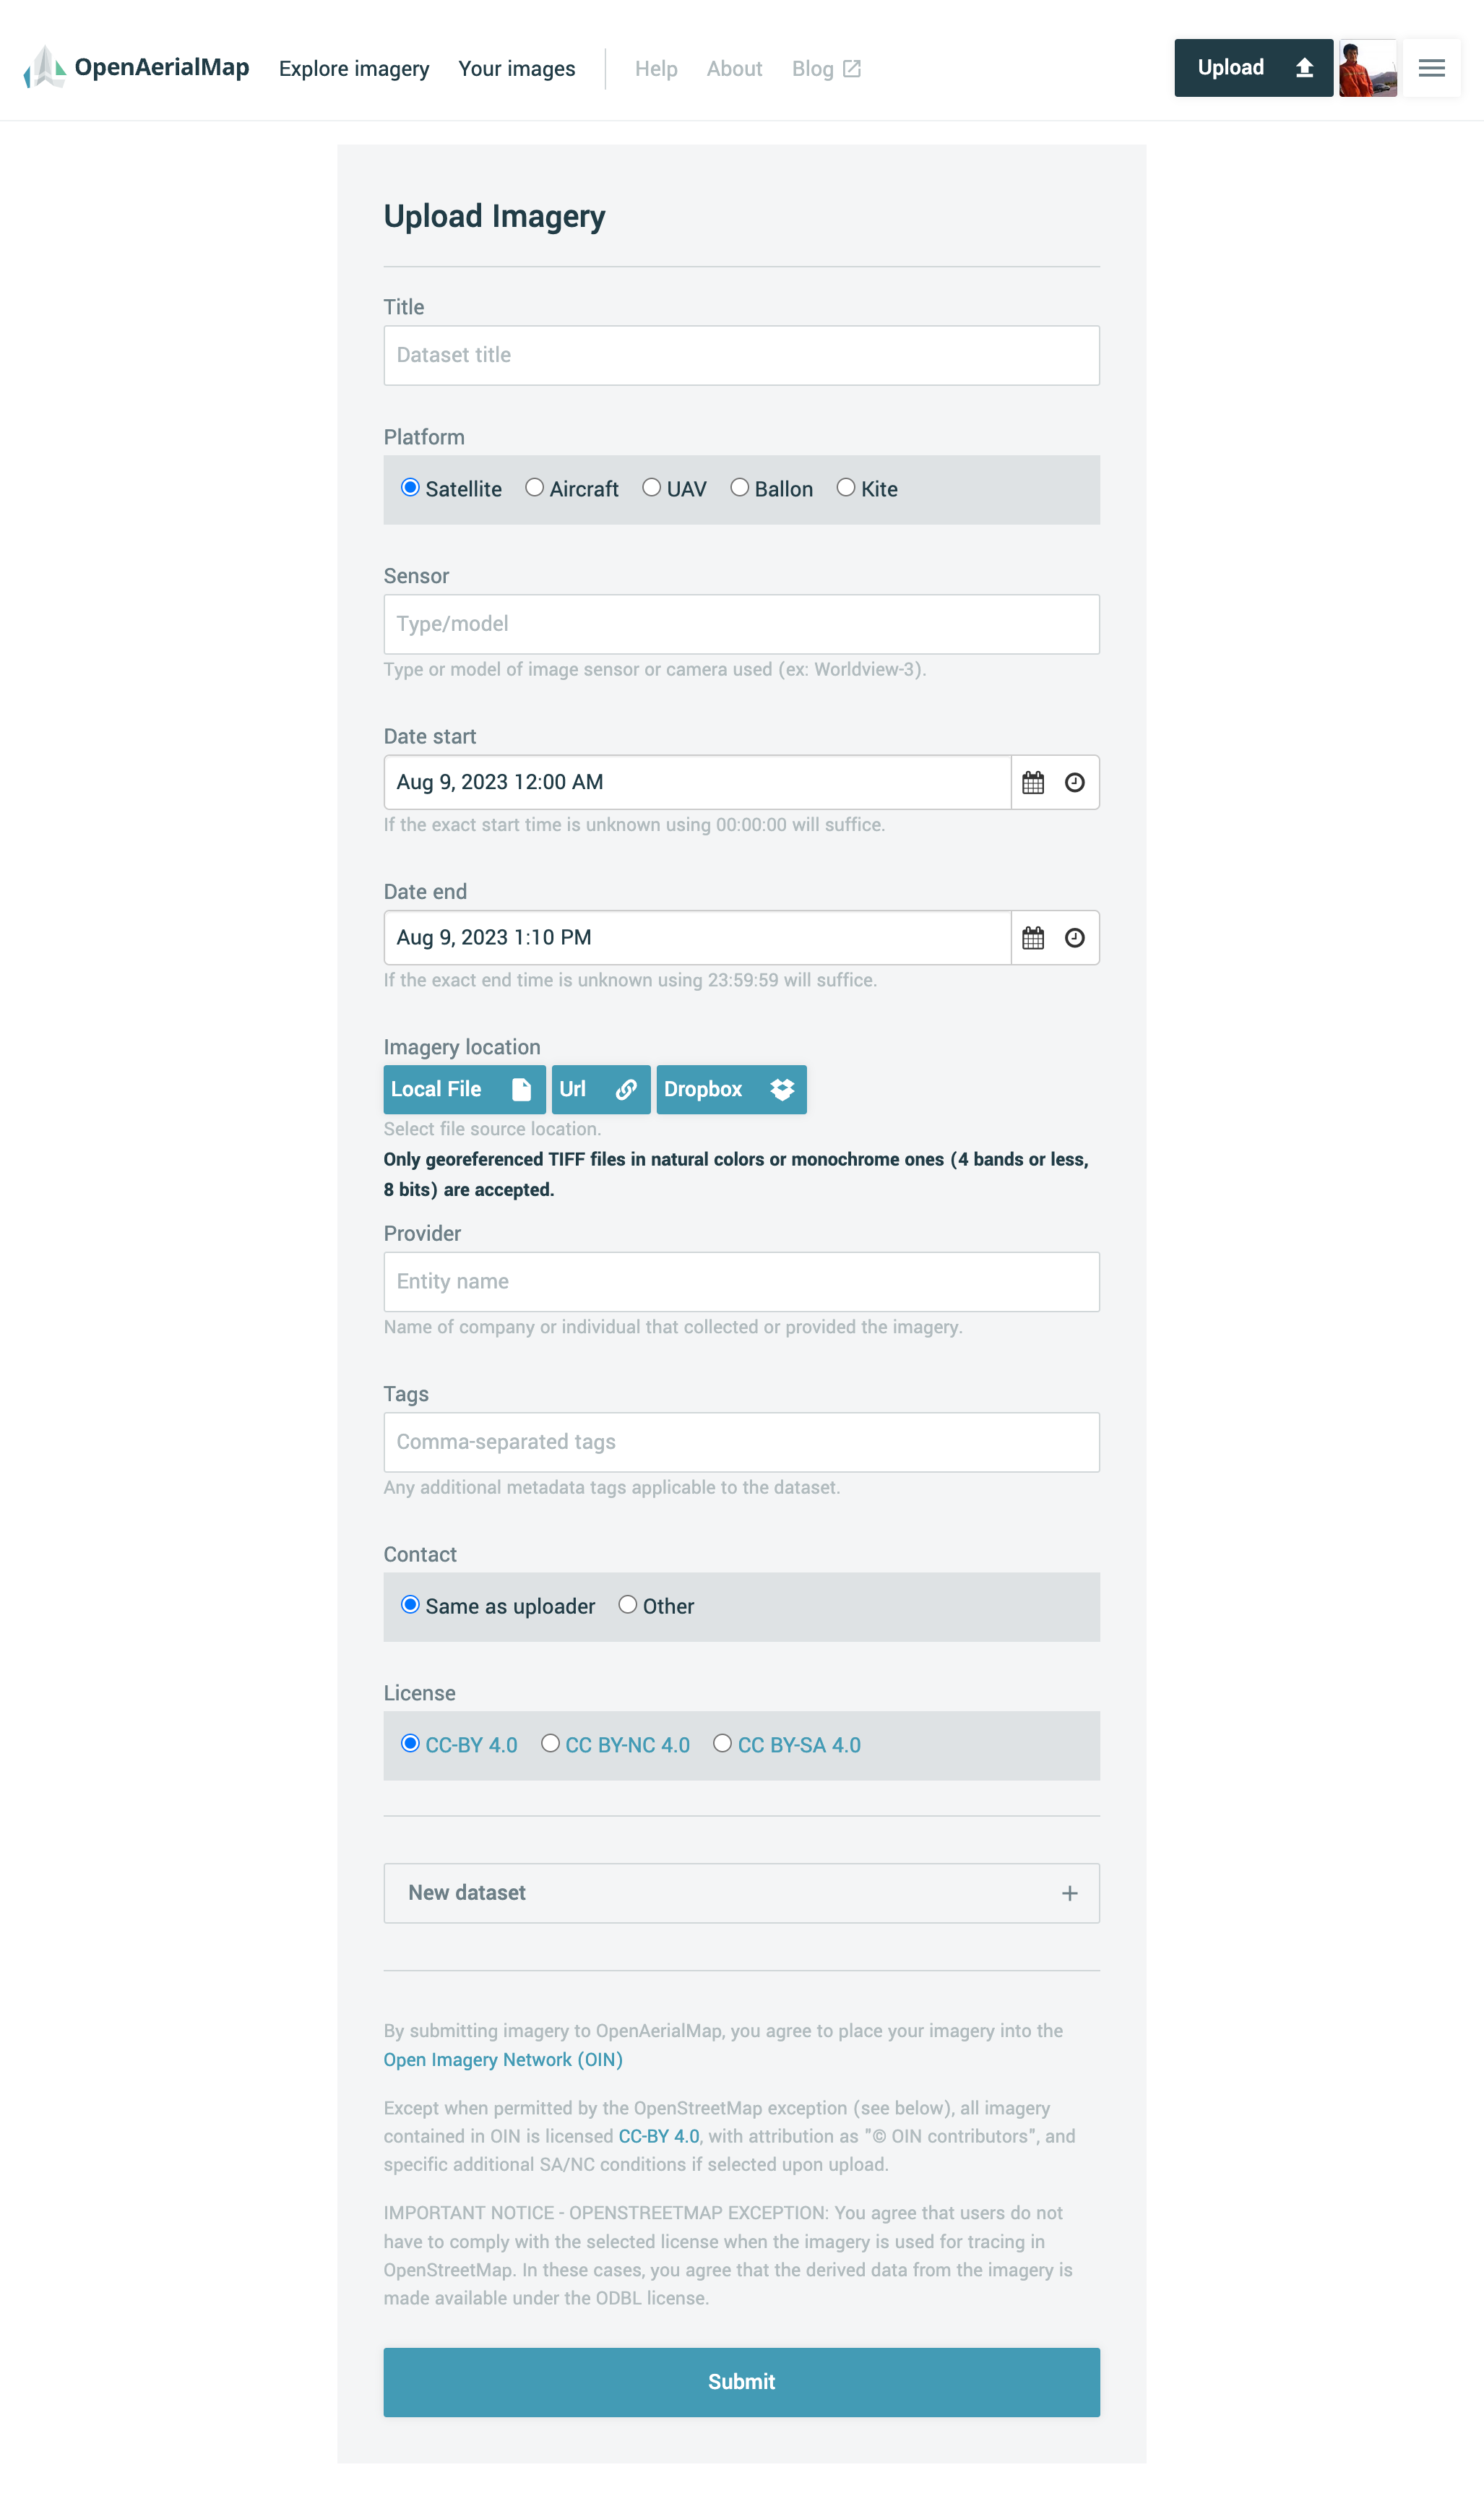 OpenAerialMap Explore imagery Your images Help About Blog Upload
Upload Imagery
Title
Dataset title
Platform
Satellite Aircraft UAV Ballon Kite
Sensor
Type/model
Type or model of image sensor or camera used (ex: Worldview-3).
Date start
Aug 9, 2023 12:00 AM
If the exact start time is unknown using 00:00:00 will suffice.
Date end
Aug 9, 2023 1:10 PM
If the exact end time is unknown using 23:59:59 will suffice.
Imagery location
Local File Url Dropbox
Select file source location.
Only georeferenced TIFF files in natural colors or monochrome ones (4 bands or less,
8 bits) are accepted.
Provider
Entity name
Name of company or individual that collected or provided the imagery.
Tags
Comma-separated tags
Any additional metadata tags applicable to the dataset.
Contact
Same as uploader Other
License
CC-BY 4.0 CC BY-NC 4.0 CC BY-SA 4.0
New dataset +
By submitting imagery to OpenAerialMap, you agree to place your imagery into the
Open Imagery Network (OIN)
Except when permitted by the OpenStreetMap exception (see below), all imagery
contained in OIN is licensed CC-BY 4.0, with attribution as "© OIN contributors", and
specific additional SA/NC conditions if selected upon upload.
IMPORTANT NOTICE - OPENSTREETMAP EXCEPTION: You agree that users do not
have to comply with the selected license when the imagery is used for tracing in
OpenStreetMap. In these cases, you agree that the derived data from the imagery is
made available under the ODBL license.
Submit